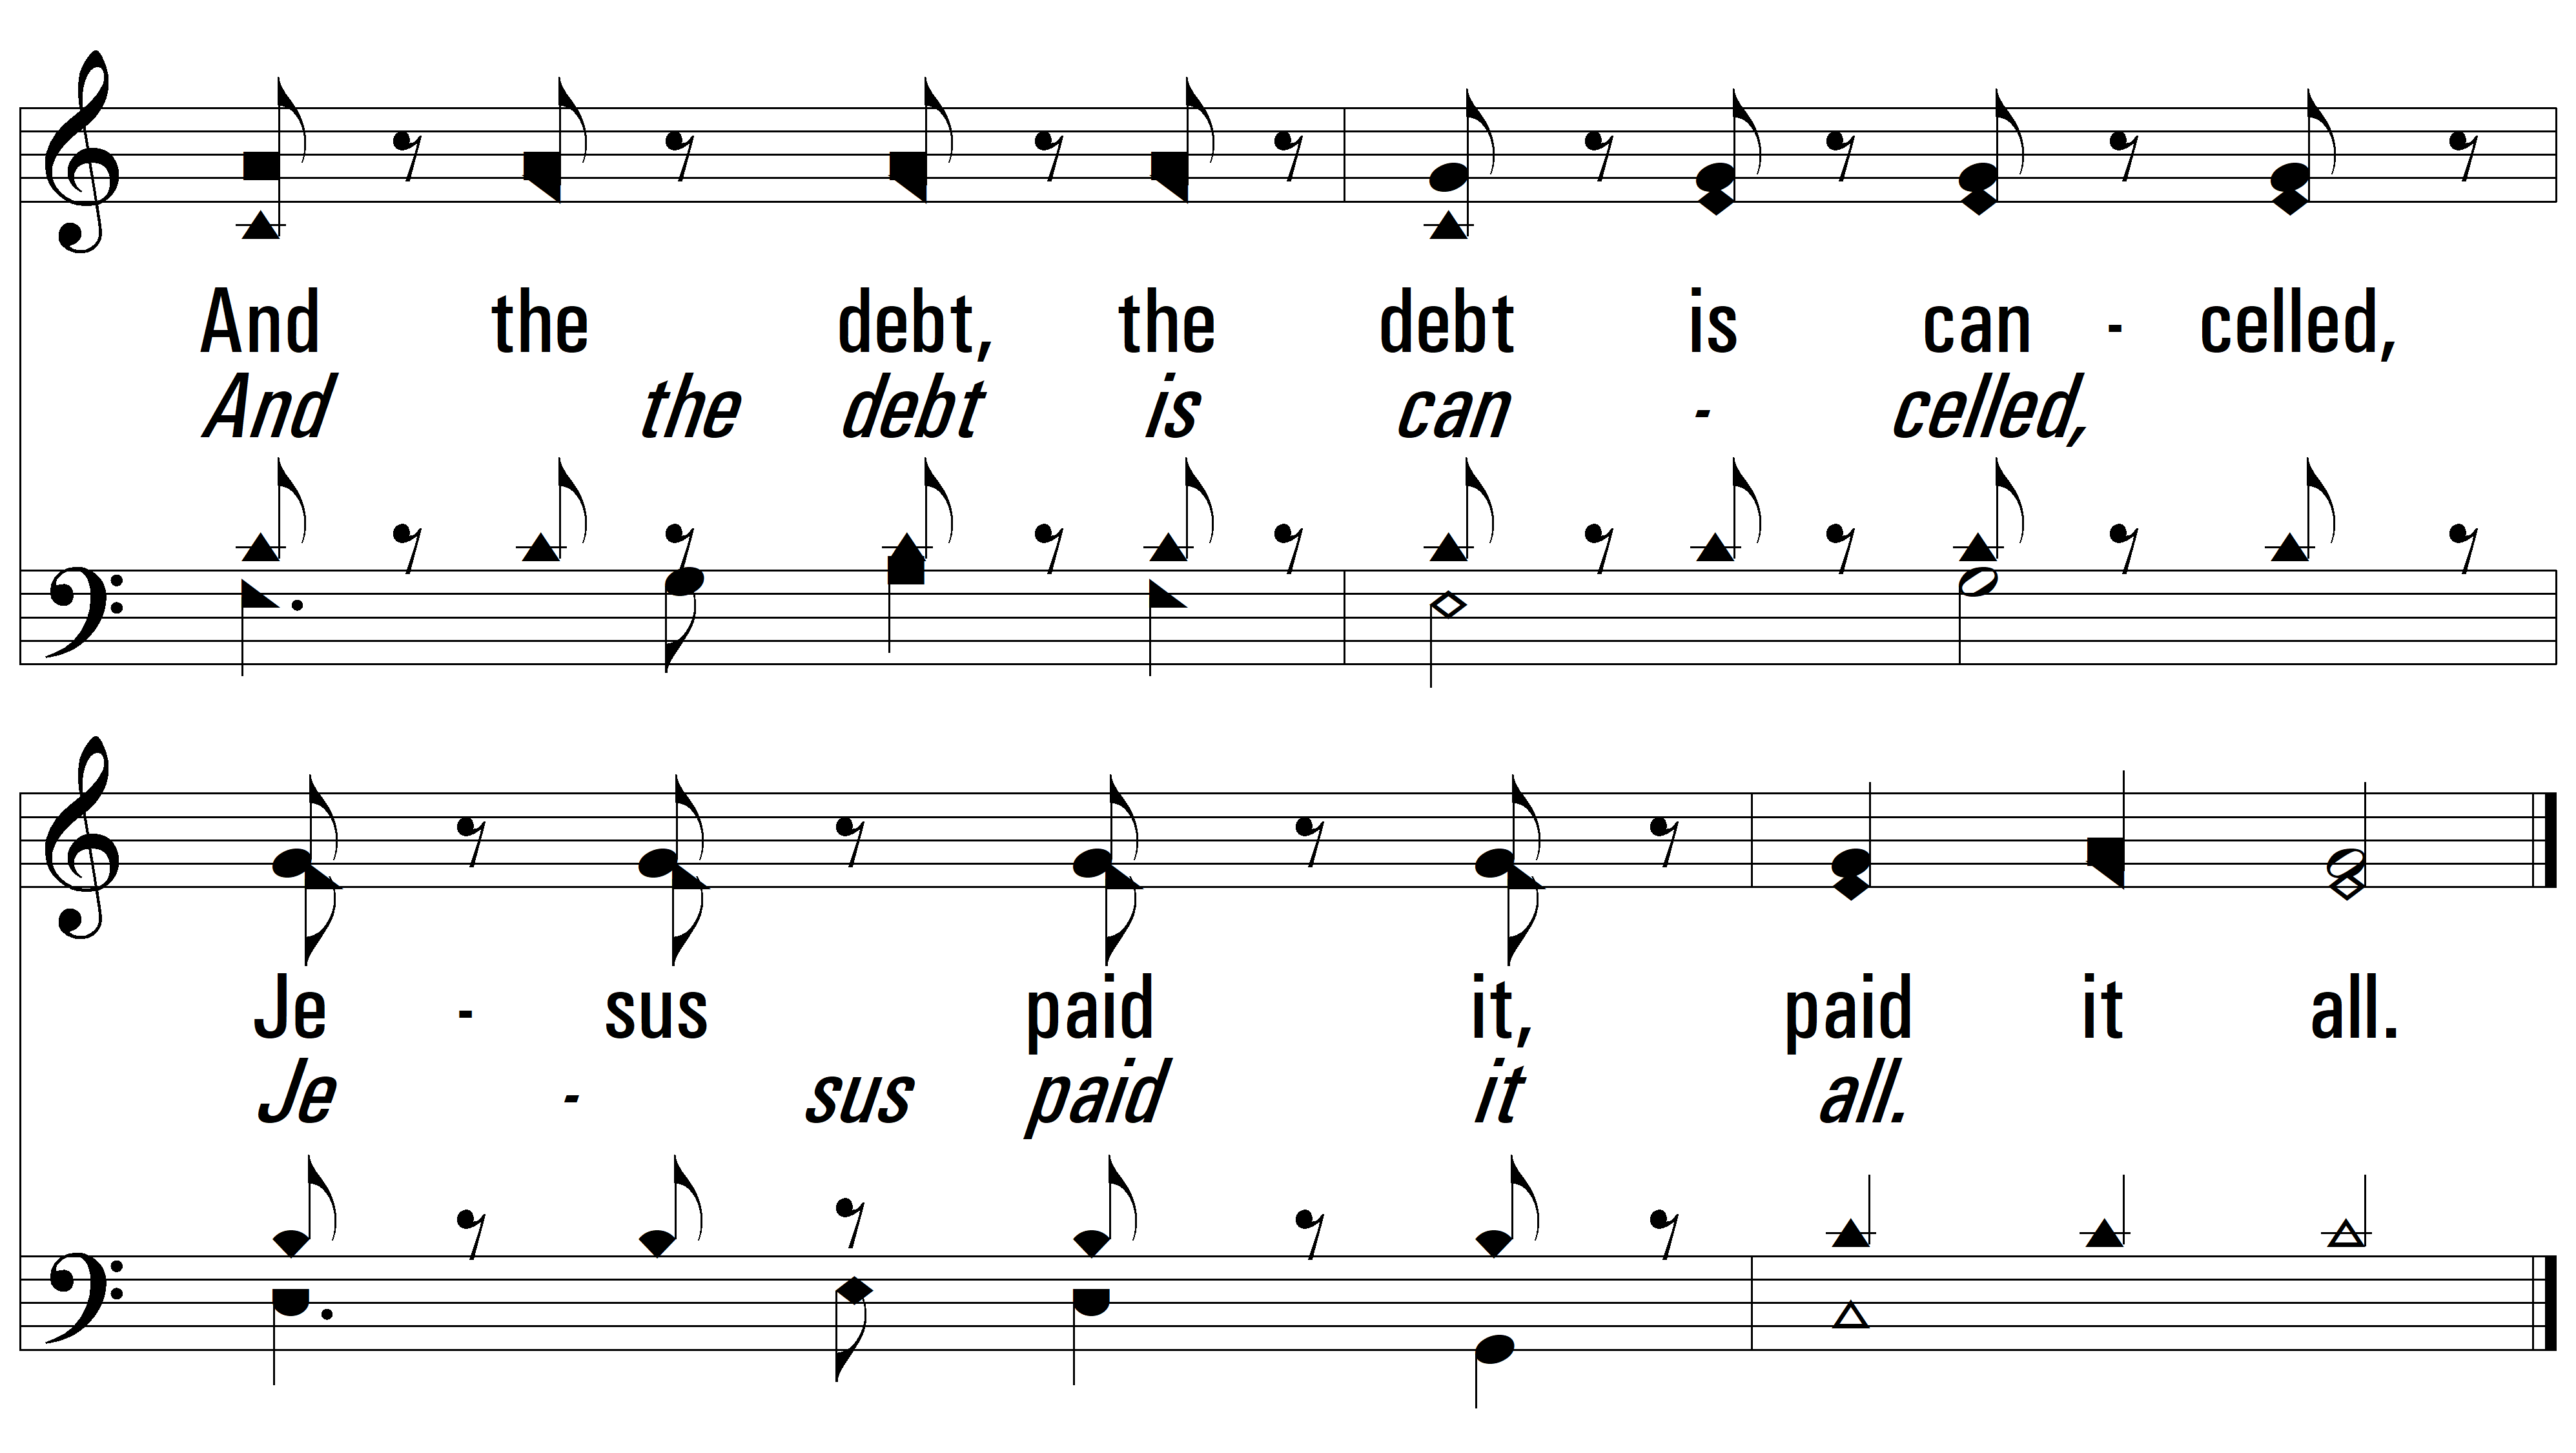 And the debt, the debt is can - celled,
And the debt is can - celled,
Je - sus paid it, paid it all.
Je - sus paid it all.